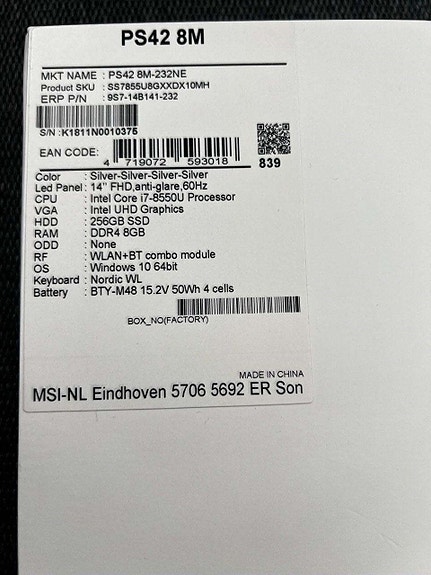 PS42 8M
MKT NAME : PS42 8M-232NE
Product SKU : SS7855U8GXXDX10MH
ERP P/N : 9S7-14B141-232
S/N : K1811N0010375
EAN CODE:
4 719072 593018
839
Color : Silver-Silver-Silver-Silver
Led Panel : 14" FHD,anti-glare,60Hz
CPU : Intel Core i7-8550U Processor
VGA : Intel UHD Graphics
HDD : 256GB SSD
RAM : DDR4 8GB
ODD : None
RF : WLAN+BT combo module
OS : Windows 10 64bit
Keyboard : Nordic WL
Battery : BTY-M48 15.2V 50Wh 4 cells
BOX_NO(FACTORY)
MADE IN CHINA
MSI-NL Eindhoven 5706 5692 ER Son